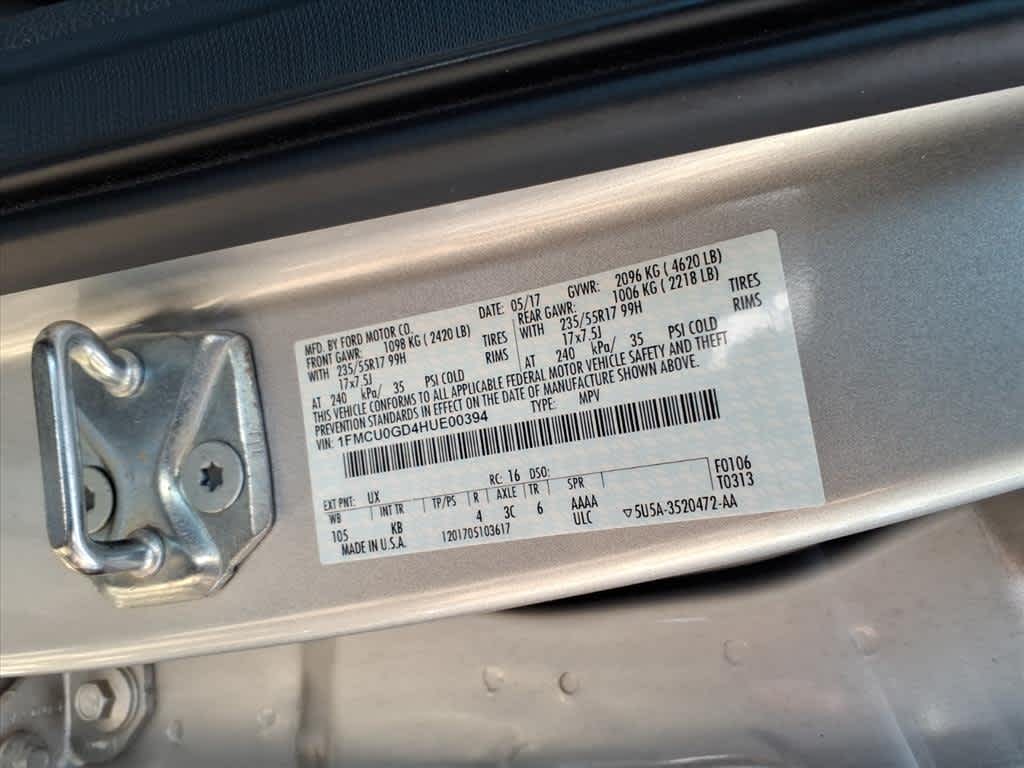 MFD. BY FORD MOTOR CO. DATE: 05/17 GVWR: 2096 KG ( 4620 LB)
FRONT GAWR: 1098 KG ( 2420 LB) REAR GAWR: 1006 KG ( 2218 LB)
WITH 235/55R17 99H TIRES WITH 235/55R17 99H TIRES
17x7.5J RIMS 17x7.5J RIMS
AT 240 kPa/ 35 PSI COLD AT 240 kPa/ 35 PSI COLD
THIS VEHICLE CONFORMS TO ALL APPLICABLE FEDERAL MOTOR VEHICLE SAFETY AND THEFT
PREVENTION STANDARDS IN EFFECT ON THE DATE OF MANUFACTURE SHOWN ABOVE.
VIN: 1FMCU0GD4HUE00394 TYPE: MPV
EXT PNT: UX RC: 16 DSO: F0106
WB INT TR TP/PS R AXLE TR SPR T0313
105 KB 4 3C 6 AAAA
MADE IN U.S.A. 1201705103617 ULC ▽5U5A-3520472-AA